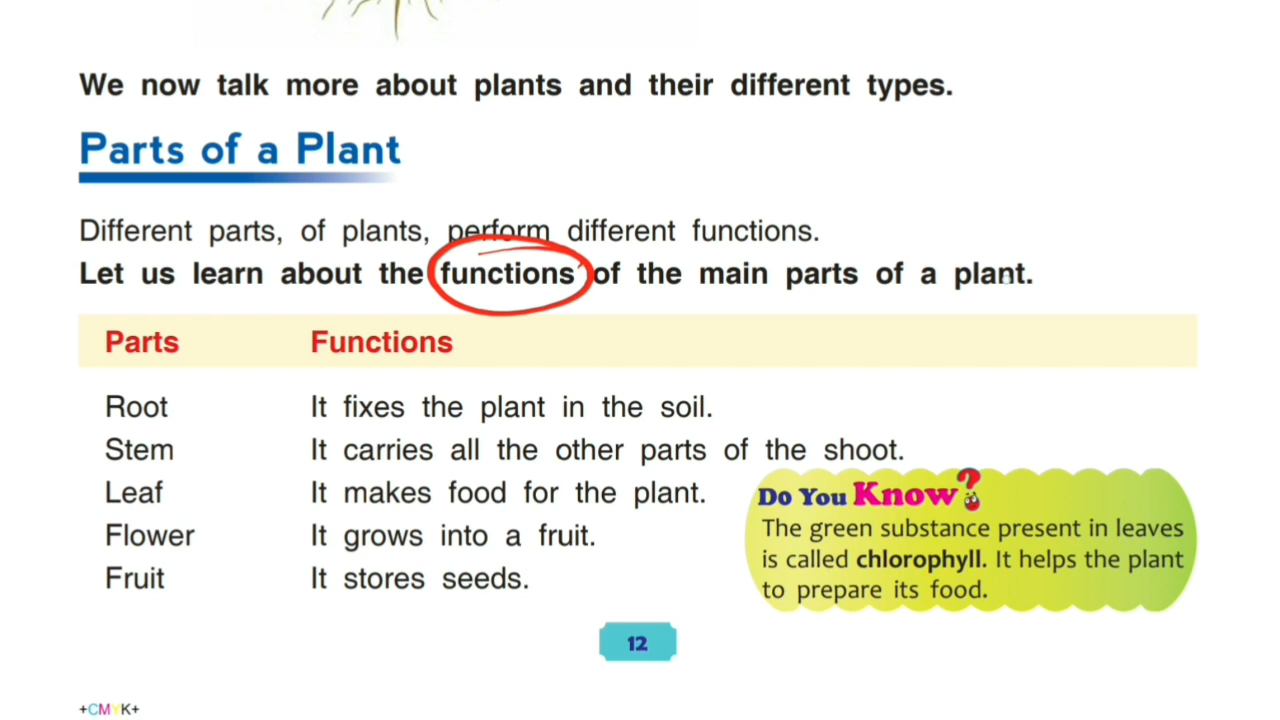 We now talk more about plants and their different types.
Parts of a Plant
Different parts, of plants, perform different functions.
Let us learn about the functions of the main parts of a plant.
Parts Functions
Root It fixes the plant in the soil.
Stem It carries all the other parts of the shoot.
Leaf It makes food for the plant.
Flower It grows into a fruit.
Fruit It stores seeds.
Do You Know?
The green substance present in leaves
is called chlorophyll. It helps the plant
to prepare its food.
12
+CMYK+